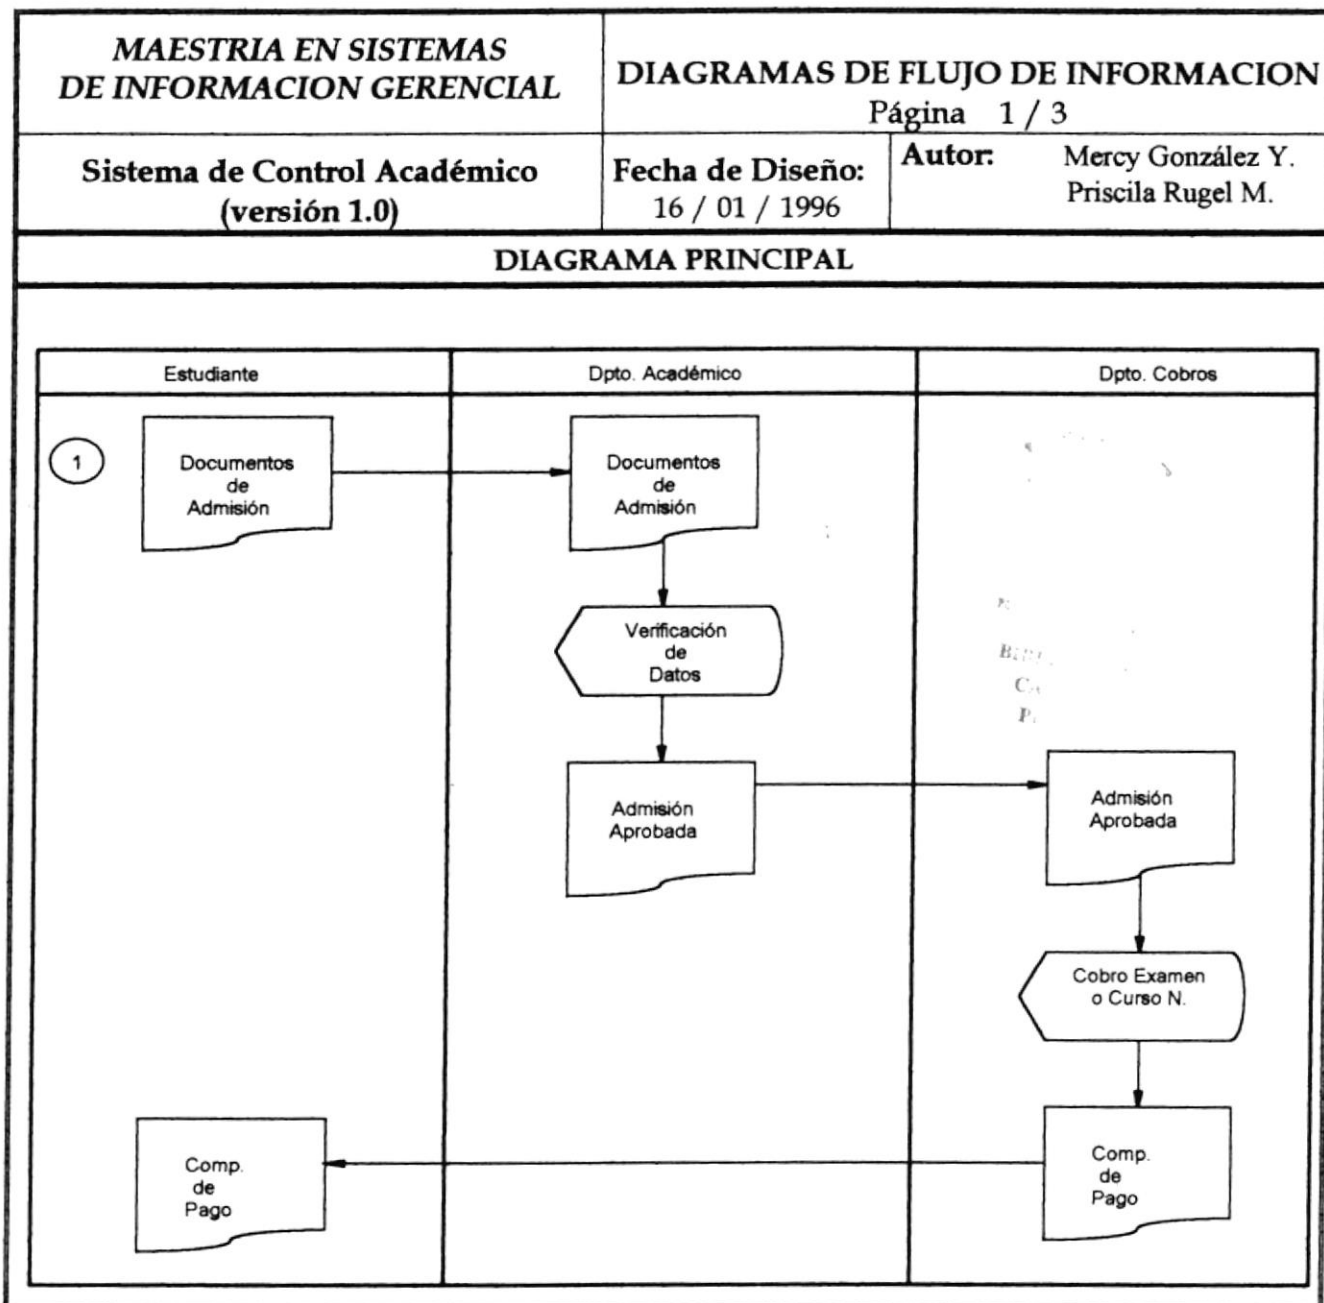 MAESTRIA EN SISTEMAS
DE INFORMACION GERENCIAL
DIAGRAMAS DE FLUJO DE INFORMACION
Página 1 / 3
Sistema de Control Académico
(versión 1.0)
Fecha de Diseño:
16 / 01 / 1996
Autor: Mercy González Y.
Priscila Rugel M.
DIAGRAMA PRINCIPAL
Estudiante
Dpto. Académico
Dpto. Cobros
1
Documentos
de
Admisión
Documentos
de
Admisión
Verificación
de
Datos
Admisión
Aprobada
Admisión
Aprobada
Cobro Examen
o Curso N.
Comp.
de
Pago
Comp.
de
Pago